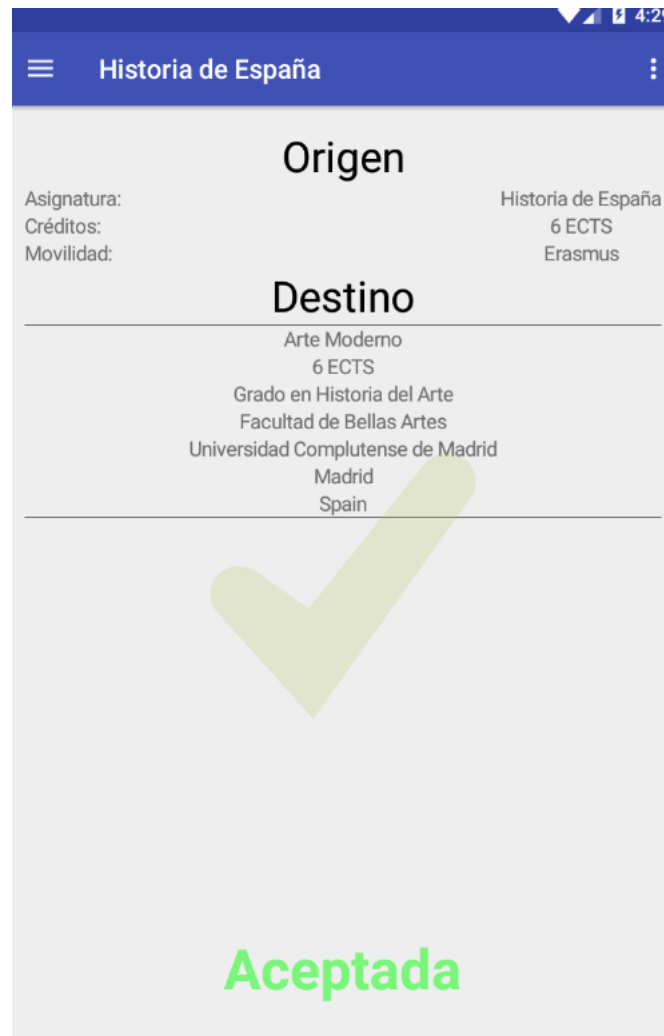 4:29
Historia de España
Origen
Asignatura: Historia de España
Créditos: 6 ECTS
Movilidad: Erasmus
Destino
Arte Moderno
6 ECTS
Grado en Historia del Arte
Facultad de Bellas Artes
Universidad Complutense de Madrid
Madrid
Spain
Aceptada